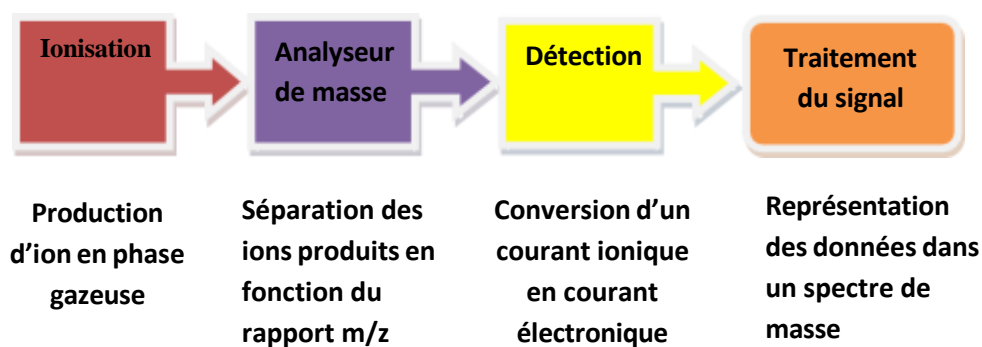 Ionisation
Analyseur
de masse
Détection
Traitement
du signal
Production
d'ion en phase
gazeuse
Séparation des
ions produits en
fonction du
rapport m/z
Conversion d'un
courant ionique
en courant
électronique
Représentation
des données dans
un spectre de
masse